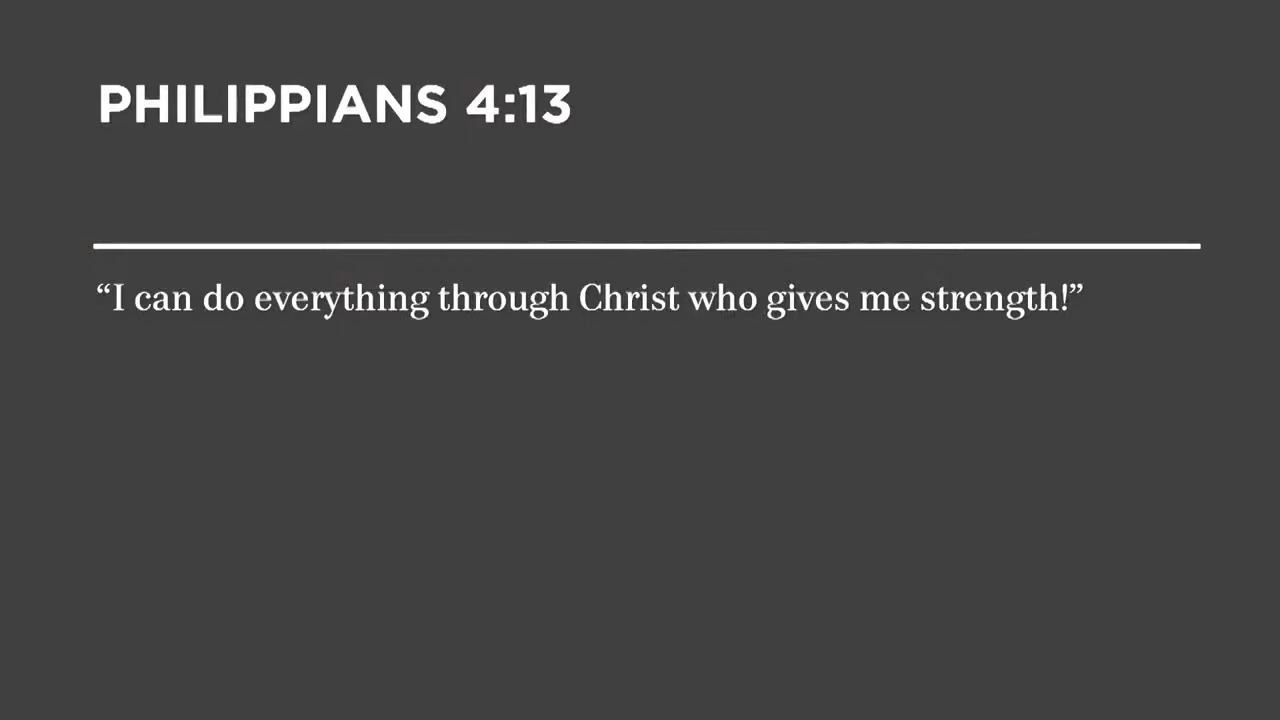 PHILIPPIANS 4:13
“I can do everything through Christ who gives me strength!”